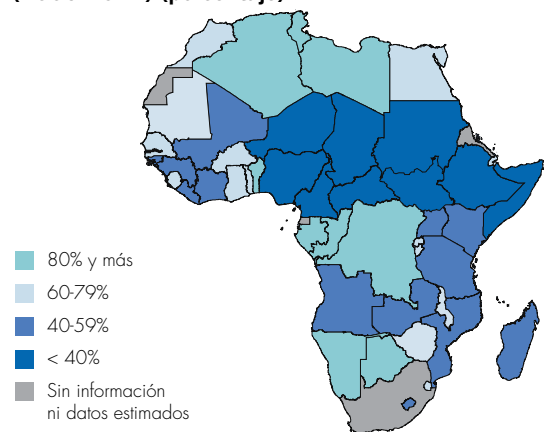 80% y más
60-79%
40-59%
< 40%
Sin información
ni datos estimados